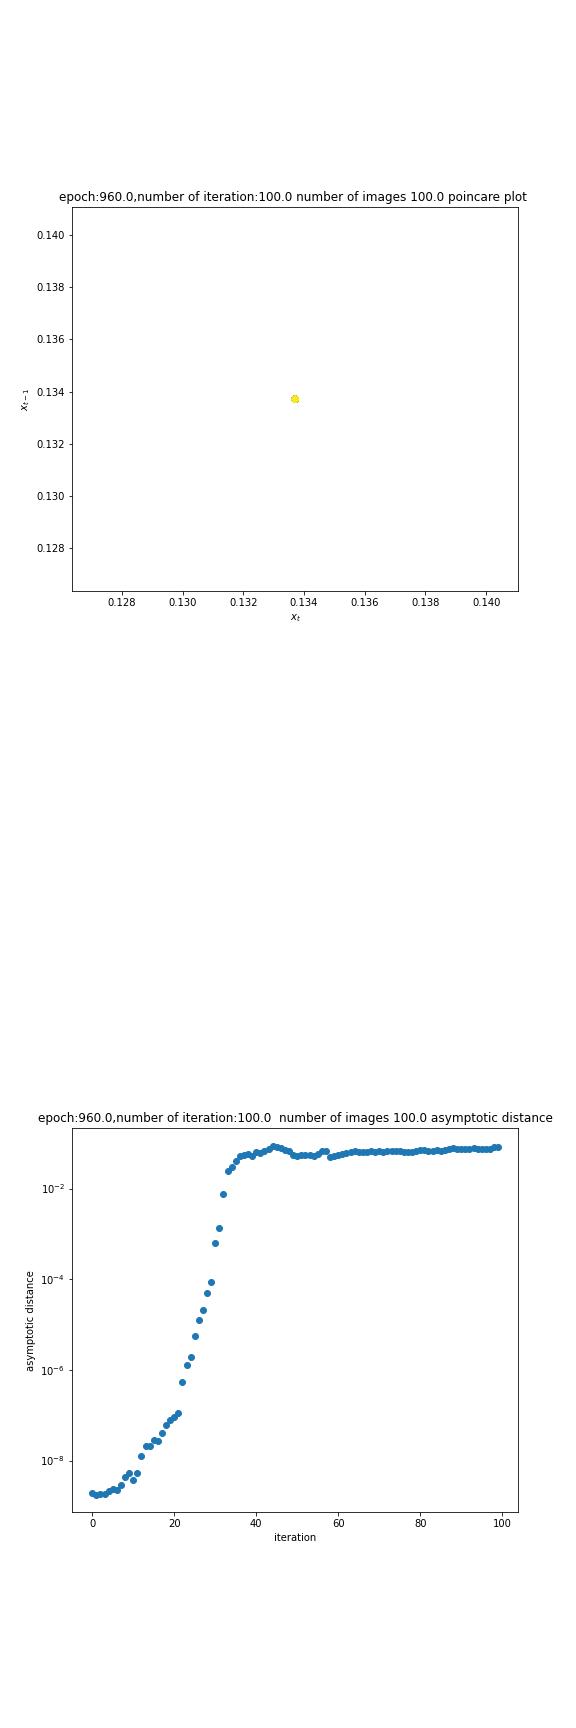 epoch:960.0,number of iteration:100.0 number of images 100.0 poincare plot
0.140
0.138
0.136
0.134
0.132
0.130
0.128
x_{t-1}
0.128 0.130 0.132 0.134 0.136 0.138 0.140
x_t
epoch:960.0,number of iteration:100.0  number of images 100.0 asymptotic distance
10^{-2}
10^{-4}
10^{-6}
10^{-8}
asymptotic distance
0 20 40 60 80 100
iteration